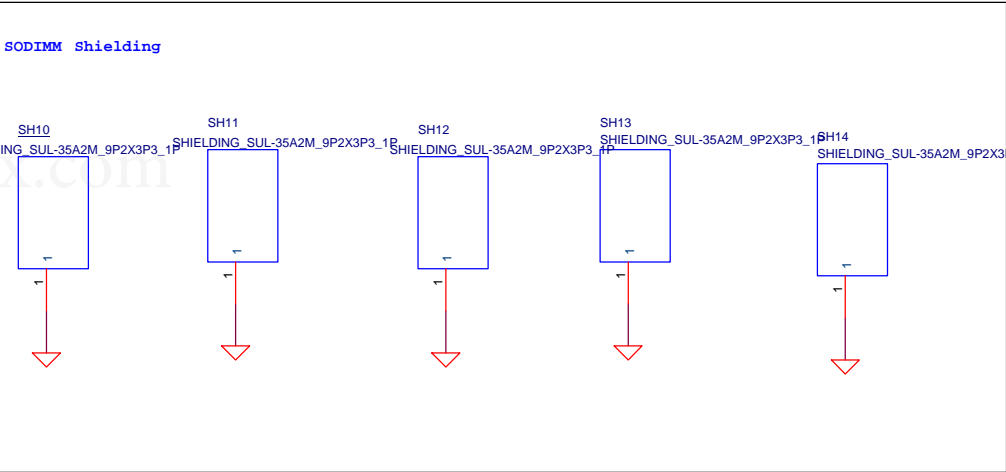 SODIMM Shielding
SH10
ING_SUL-35A2M_9P2X3P3_1P
SH11
SHIELDING_SUL-35A2M_9P2X3P3_1P
SH12
SHIELDING_SUL-35A2M_9P2X3P3_1P
SH13
SHIELDING_SUL-35A2M_9P2X3P3_1P
SH14
SHIELDING_SUL-35A2M_9P2X3
x.com
1
1
1
1
1
1
1
1
1
1